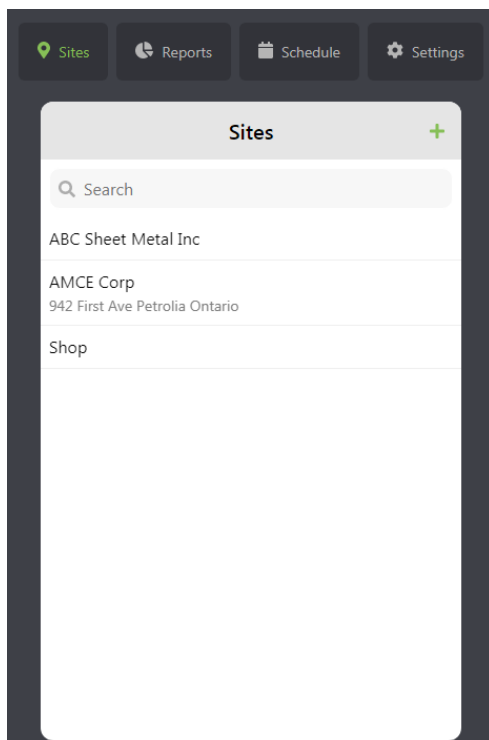 Sites Reports Schedule Settings
Sites +
Search
ABC Sheet Metal Inc
AMCE Corp
942 First Ave Petrolia Ontario
Shop